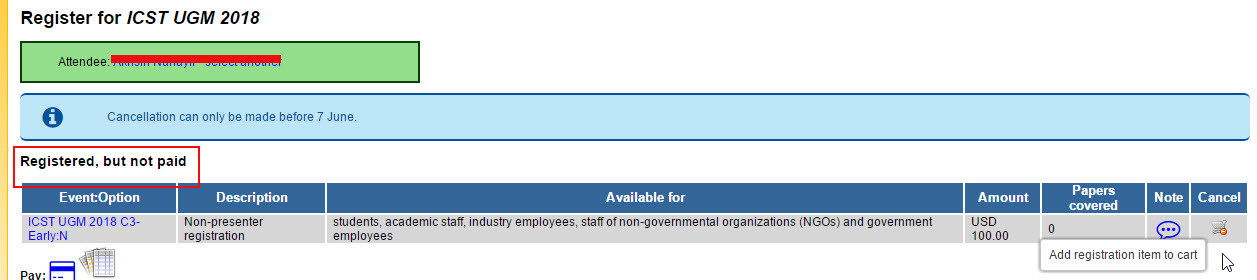 Register for ICST UGM 2018
Attendee:
Cancellation can only be made before 7 June.
Registered, but not paid
Event:Option Description Available for Amount Papers covered Note Cancel
ICST UGM 2018 C3-Early:N Non-presenter registration students, academic staff, industry employees, staff of non-governmental organizations (NGOs) and government employees USD 100.00 0
Add registration item to cart
Pay: